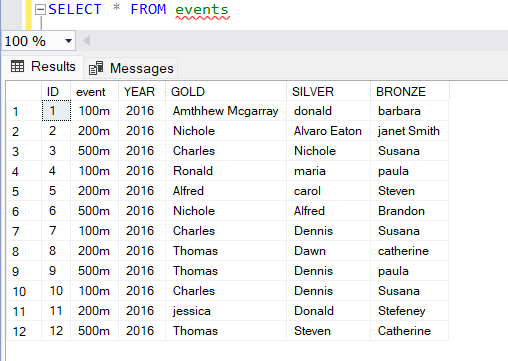 SELECT * FROM events
100 %
Results Messages
ID event YEAR GOLD SILVER BRONZE
1 1 100m 2016 Amthhew Mcgarray donald barbara
2 2 200m 2016 Nichole Alvaro Eaton janet Smith
3 3 500m 2016 Charles Nichole Susana
4 4 100m 2016 Ronald maria paula
5 5 200m 2016 Alfred carol Steven
6 6 500m 2016 Nichole Alfred Brandon
7 7 100m 2016 Charles Dennis Susana
8 8 200m 2016 Thomas Dawn catherine
9 9 500m 2016 Thomas Dennis paula
10 10 100m 2016 Charles Dennis Susana
11 11 200m 2016 jessica Donald Stefeney
12 12 500m 2016 Thomas Steven Catherine